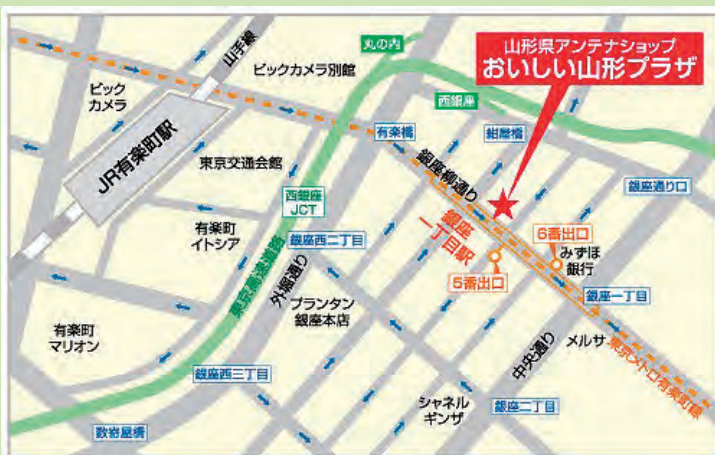 山手線
丸の内
山形県アンテナショップ
おいしい山形プラザ
ビックカメラ別館
ビック
カメラ
JR有楽町駅
西銀座
有楽橋
紺屋橋
東京交通会館
銀座柳通り
銀座通り口
西銀座
JCT
有楽町
イトシア
銀座
一丁目駅
6番出口
みずほ
銀行
銀座西二丁目
5番出口
東京高速道路
外堀通り
銀座一丁目
プランタン
銀座本店
有楽町
マリオン
中央通り
メルサ
東京メトロ有楽町線
銀座西三丁目
シャネル
ギンザ
銀座二丁目
数寄屋橋